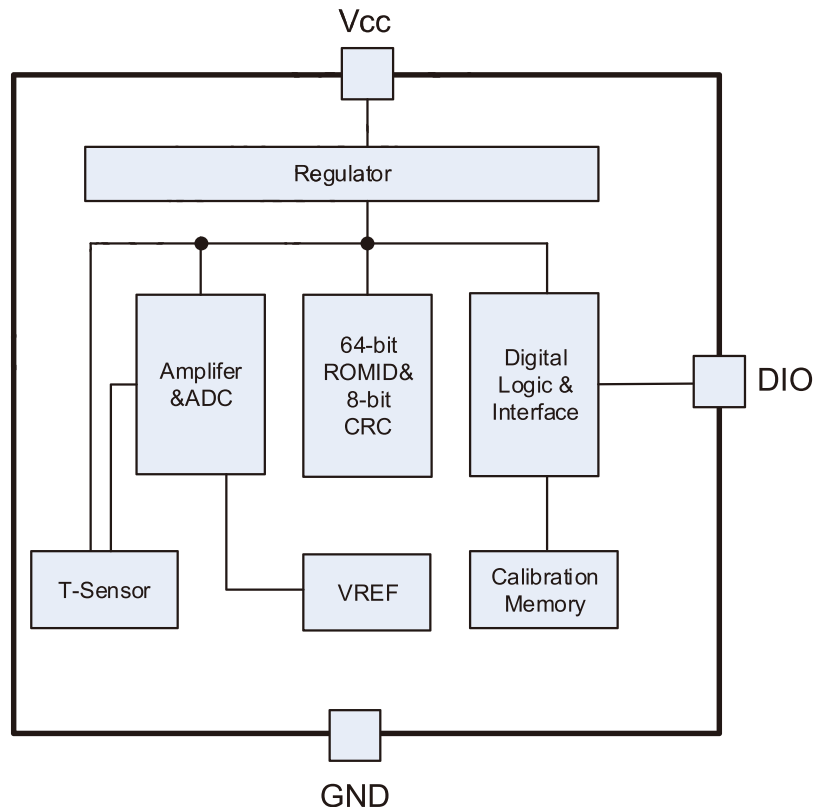 Vcc
Regulator
Amplifer
&ADC
64-bit
ROMID&
8-bit
CRC
Digital
Logic &
Interface
DIO
T-Sensor
VREF
Calibration
Memory
GND